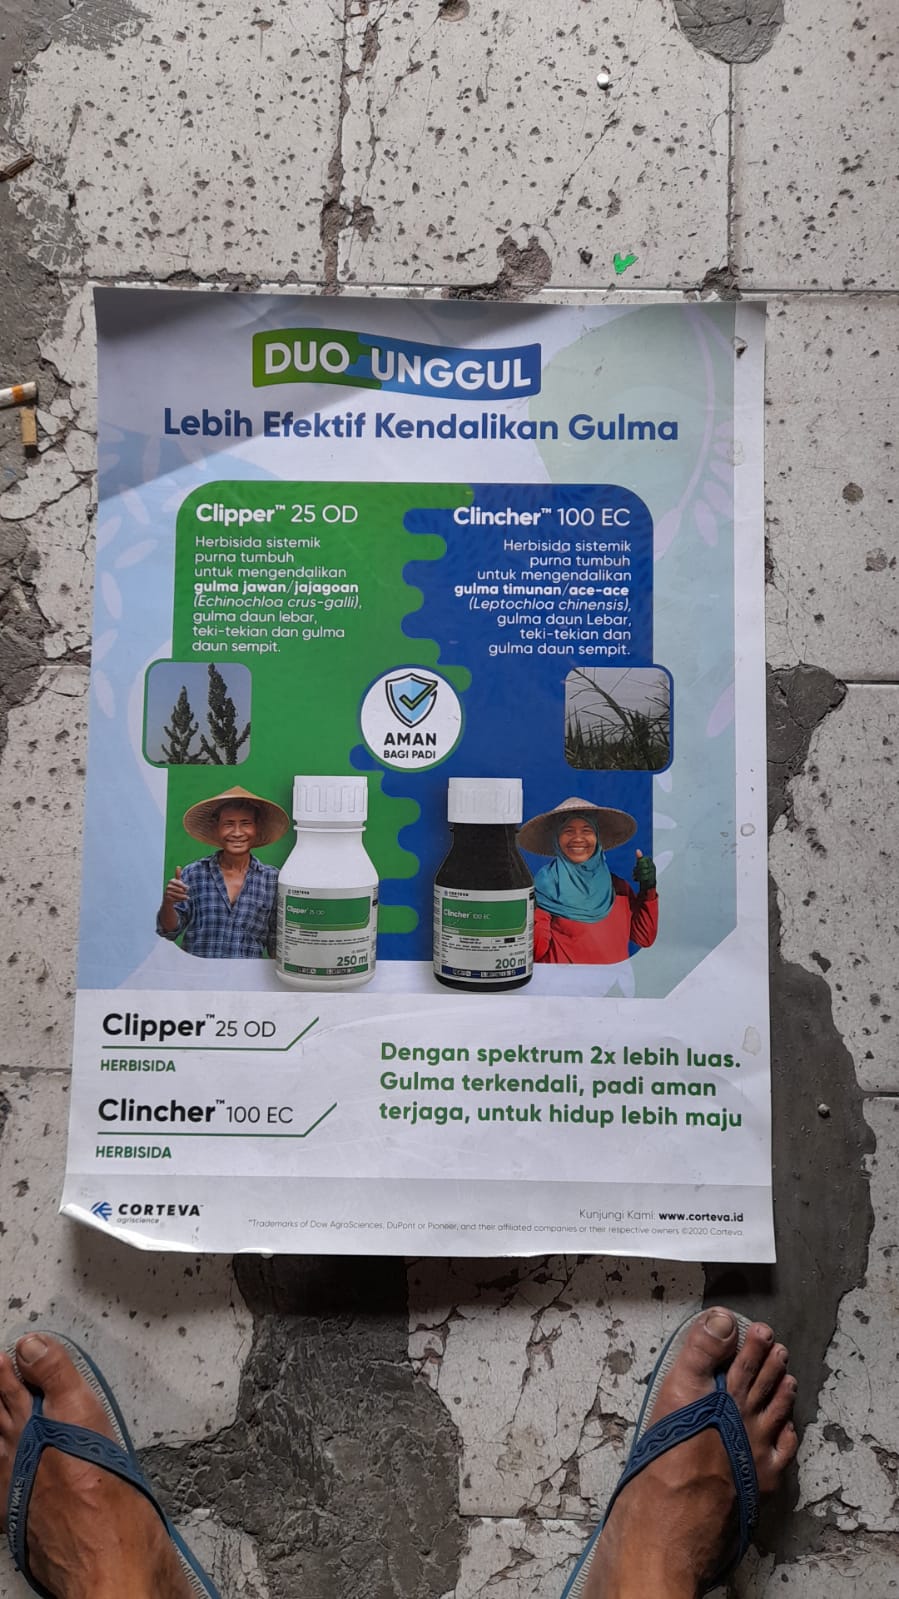 DUO UNGGUL
Lebih Efektif Kendalikan Gulma
Clipper™ 25 OD
Herbisida sistemik
purna tumbuh
untuk mengendalikan
gulma jawan/jajagoan
(Echinochloa crus-galli),
gulma daun lebar,
teki-tekian dan gulma
daun sempit.
Clincher™ 100 EC
Herbisida sistemik
purna tumbuh
untuk mengendalikan
gulma timunan/ace-ace
(Leptochloa chinensis),
gulma daun Lebar,
teki-tekian dan
gulma daun sempit.
AMAN
BAGI PADI
CORTEVA
Clipper 25 OD
250 ml
CORTEVA
Clincher 100 EC
200 ml
Clipper™ 25 OD
HERBISIDA
Clincher™ 100 EC
HERBISIDA
Dengan spektrum 2x lebih luas.
Gulma terkendali, padi aman
terjaga, untuk hidup lebih maju
CORTEVA™
agriscience
Kunjungi Kami: www.corteva.id
™Trademarks of Dow AgroSciences, DuPont or Pioneer, and their affiliated companies or their respective owners ©2020 Corteva.
SWALLOW